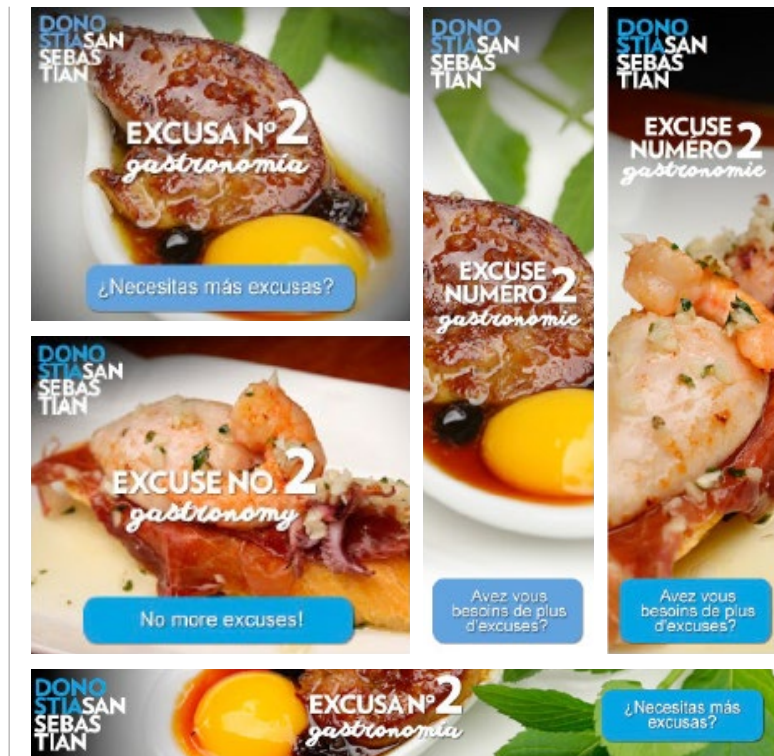 DONO
STIASAN
SEBAS
TIAN
EXCUSA Nº 2
gastronomía
¿Necesitas más excusas?
DONO
STIASAN
SEBAS
TIAN
EXCUSE
NUMÉRO 2
gastronomie
Avez vous
besoins de plus
d'excuses?
DONO
STIASAN
SEBAS
TIAN
EXCUSE
NUMÉRO 2
gastronomie
Avez vous
besoins de plus
d'excuses?
DONO
STIASAN
SEBAS
TIAN
EXCUSE NO. 2
gastronomy
No more excuses!
DONO
STIASAN
SEBAS
TIAN
EXCUSA Nº 2
gastronomía
¿Necesitas más
excusas?